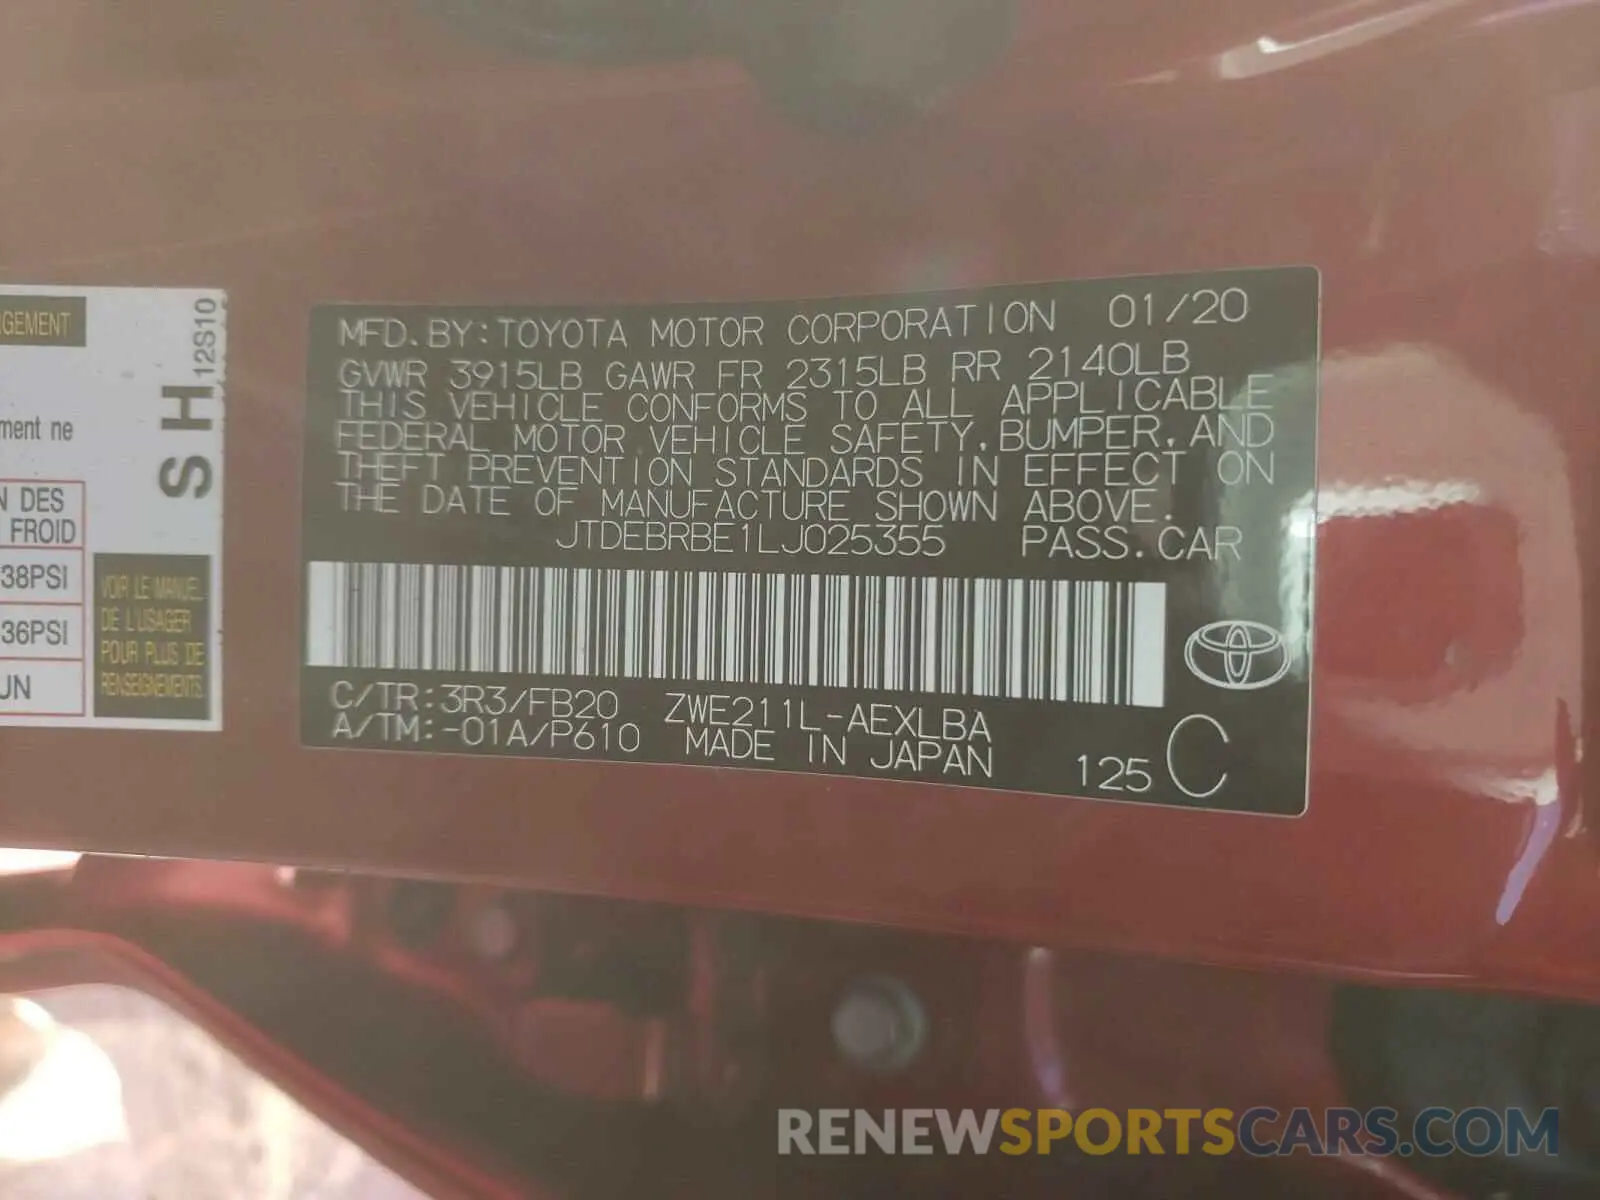 RGEMENT
ment ne
N DES
FROID
38PSI
36PSI
UN
S H
12S10
VOIR LE MANUEL
DE L'USAGER
POUR PLUS DE
RENSEIGNEMENTS
MFD. BY: TOYOTA MOTOR CORPORATION 01/20
GVWR 3915LB GAWR FR 2315LB RR 2140LB
THIS VEHICLE CONFORMS TO ALL APPLICABLE
FEDERAL MOTOR VEHICLE SAFETY, BUMPER, AND
THEFT PREVENTION STANDARDS IN EFFECT ON
THE DATE OF MANUFACTURE SHOWN ABOVE.
JTDEBRBE1LJ025355 PASS. CAR
C/TR: 3R3/FB20 ZWE211L-AEXLBA
A/TM: -01A/P610 MADE IN JAPAN
125 C
RENEWSPORTSCARS.COM